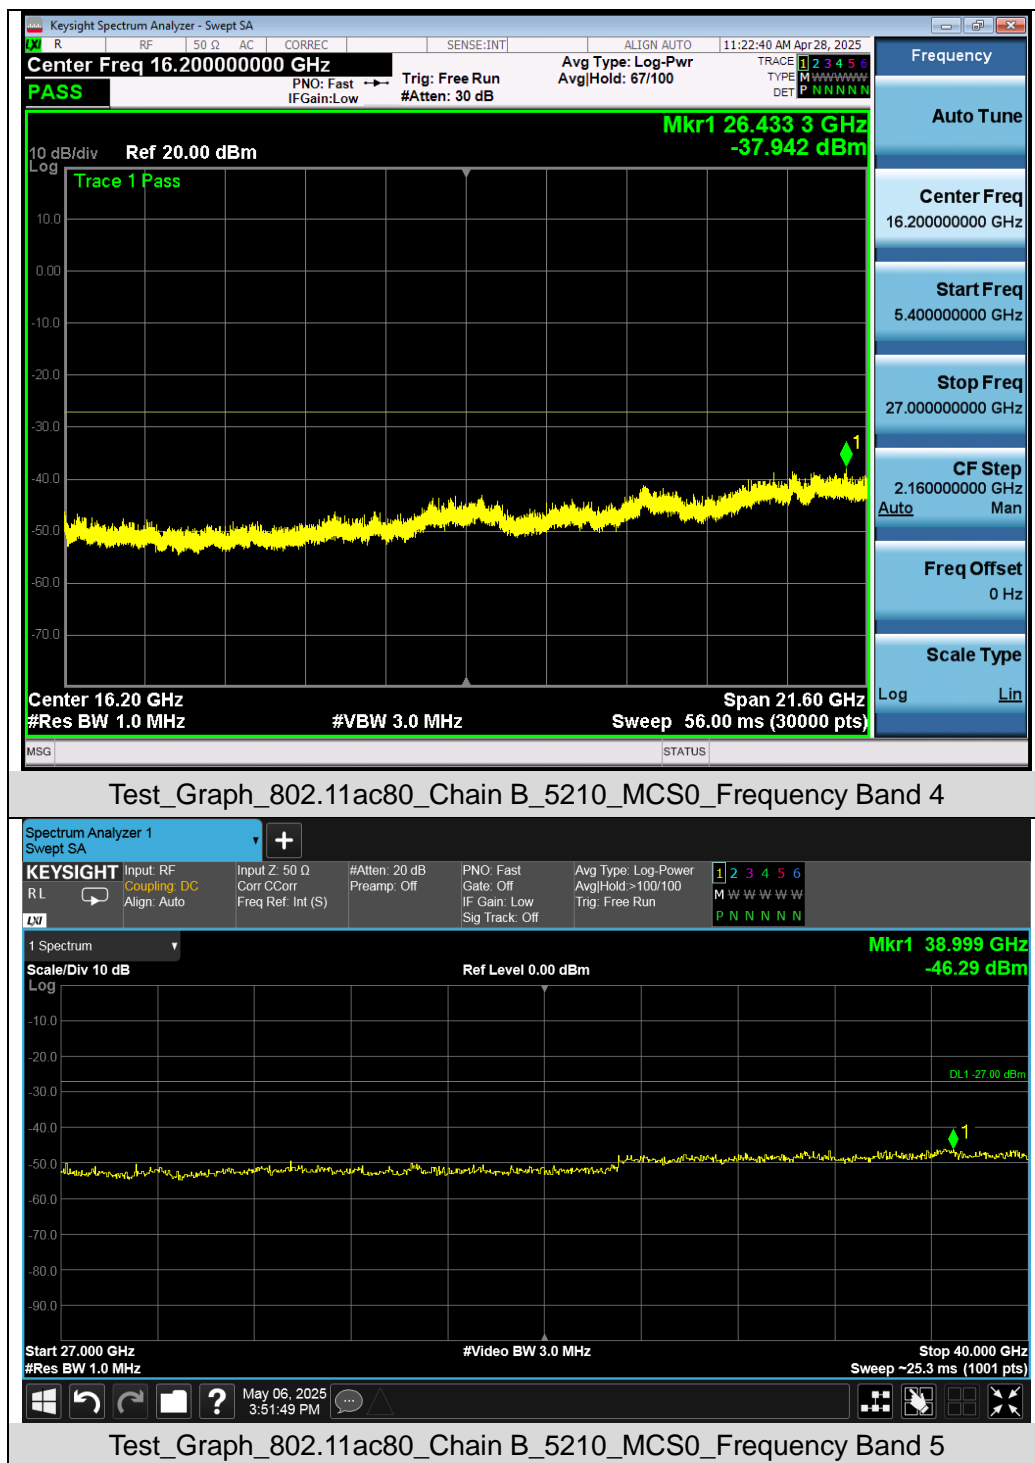 Keysight Spectrum Analyzer - Swept SA
LXI R RF 50 Ω AC CORREC SENSE:INT ALIGN AUTO 11:22:40 AM Apr 28, 2025
Center Freq 16.200000000 GHz
PASS
PNO: Fast
IFGain:Low
Trig: Free Run
#Atten: 30 dB
Avg Type: Log-Pwr
Avg|Hold: 67/100
TRACE 1 2 3 4 5 6
TYPE M W W W W W
DET P N N N N N
Mkr1 26.433 3 GHz
-37.942 dBm
10 dB/div Ref 20.00 dBm
Log
Trace 1 Pass
10.0
0.00
-10.0
-20.0
-30.0
-40.0
-50.0
-60.0
-70.0
1
Center 16.20 GHz Span 21.60 GHz
#Res BW 1.0 MHz #VBW 3.0 MHz Sweep 56.00 ms (30000 pts)
MSG STATUS
Frequency
Auto Tune
Center Freq
16.200000000 GHz
Start Freq
5.400000000 GHz
Stop Freq
27.000000000 GHz
CF Step
2.160000000 GHz
Auto Man
Freq Offset
0 Hz
Scale Type
Log Lin
Test_Graph_802.11ac80_Chain B_5210_MCS0_Frequency Band 4
Spectrum Analyzer 1
Swept SA
+
KEYSIGHT
RL
LXI
Input: RF
Coupling: DC
Align: Auto
Input Z: 50 Ω
Corr CCorr
Freq Ref: Int (S)
#Atten: 20 dB
Preamp: Off
PNO: Fast
Gate: Off
IF Gain: Low
Sig Track: Off
Avg Type: Log-Power
Avg|Hold:>100/100
Trig: Free Run
1 2 3 4 5 6
M W W W W W
P N N N N N
1 Spectrum
Mkr1 38.999 GHz
-46.29 dBm
Scale/Div 10 dB Ref Level 0.00 dBm
Log
-10.0
-20.0
-30.0
-40.0
-50.0
-60.0
-70.0
-80.0
-90.0
DL1 -27.00 dBm
1
Start 27.000 GHz #Video BW 3.0 MHz Stop 40.000 GHz
#Res BW 1.0 MHz Sweep ~25.3 ms (1001 pts)
?
May 06, 2025
3:51:49 PM
Test_Graph_802.11ac80_Chain B_5210_MCS0_Frequency Band 5